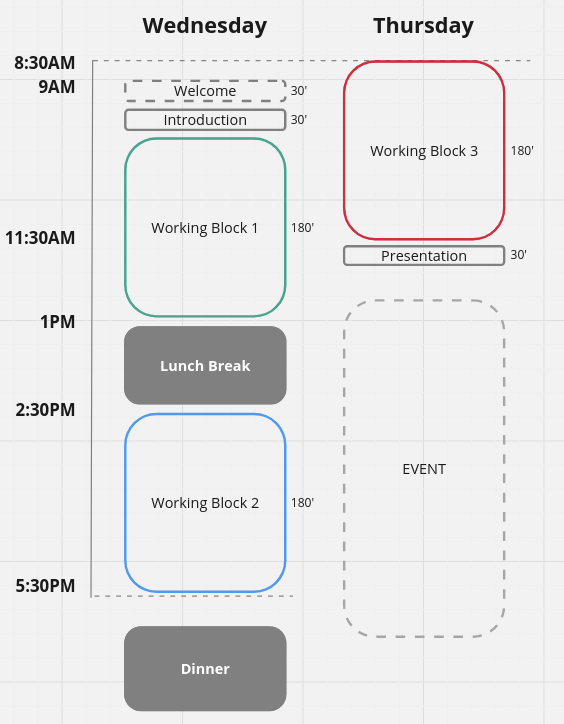 Wednesday
Thursday
8:30AM
9AM
Welcome
30'
Introduction
30'
Working Block 3
180'
Working Block 1
180'
11:30AM
Presentation
30'
1PM
Lunch Break
2:30PM
EVENT
Working Block 2
180'
5:30PM
Dinner